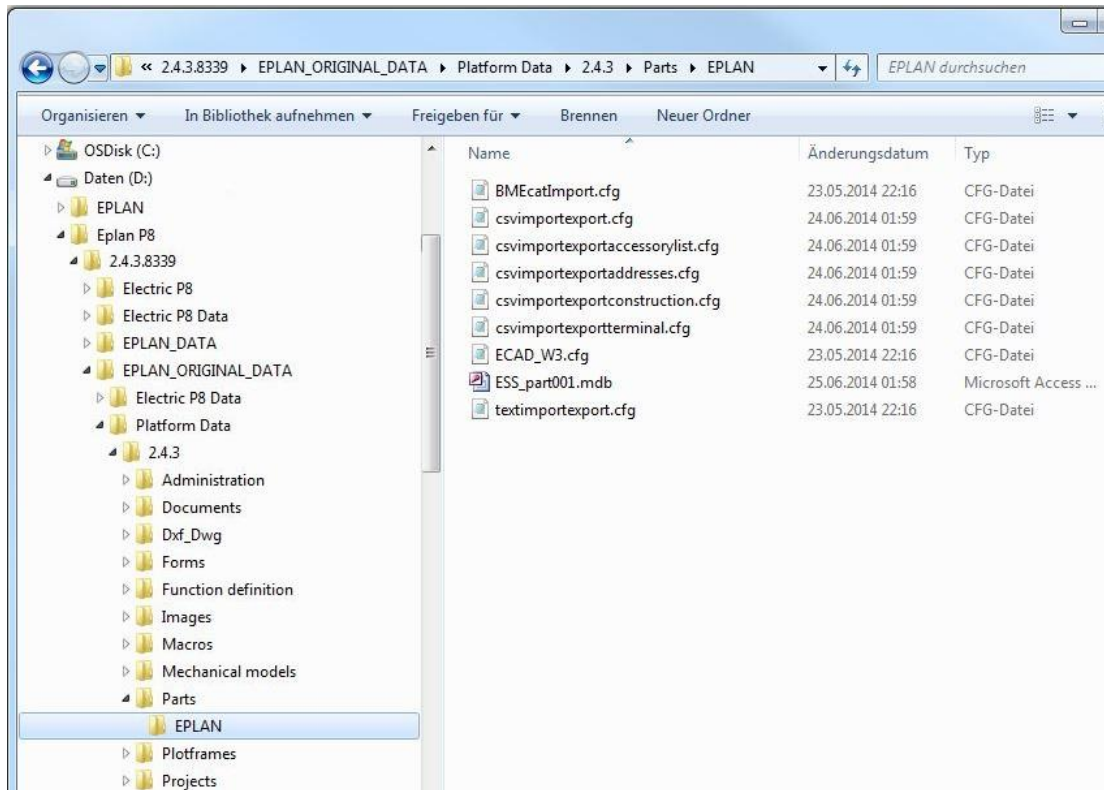 « 2.4.3.8339 EPLAN_ORIGINAL_DATA Platform Data 2.4.3 Parts EPLAN EPLAN durchsuchen
Organisieren In Bibliothek aufnehmen Freigeben für Brennen Neuer Ordner
OSDisk (C:)
Daten (D:)
EPLAN
Eplan P8
2.4.3.8339
Electric P8
Electric P8 Data
EPLAN_DATA
EPLAN_ORIGINAL_DATA
Electric P8 Data
Platform Data
2.4.3
Administration
Documents
Dxf_Dwg
Forms
Function definition
Images
Macros
Mechanical models
Parts
EPLAN
Plotframes
Projects
Name Änderungsdatum Typ
BMEcatImport.cfg 23.05.2014 22:16 CFG-Datei
csvimportexport.cfg 24.06.2014 01:59 CFG-Datei
csvimportexportaccessorylist.cfg 24.06.2014 01:59 CFG-Datei
csvimportexportaddresses.cfg 24.06.2014 01:59 CFG-Datei
csvimportexportconstruction.cfg 24.06.2014 01:59 CFG-Datei
csvimportexportterminal.cfg 24.06.2014 01:59 CFG-Datei
ECAD_W3.cfg 23.05.2014 22:16 CFG-Datei
ESS_part001.mdb 25.06.2014 01:58 Microsoft Access ...
textimportexport.cfg 23.05.2014 22:16 CFG-Datei